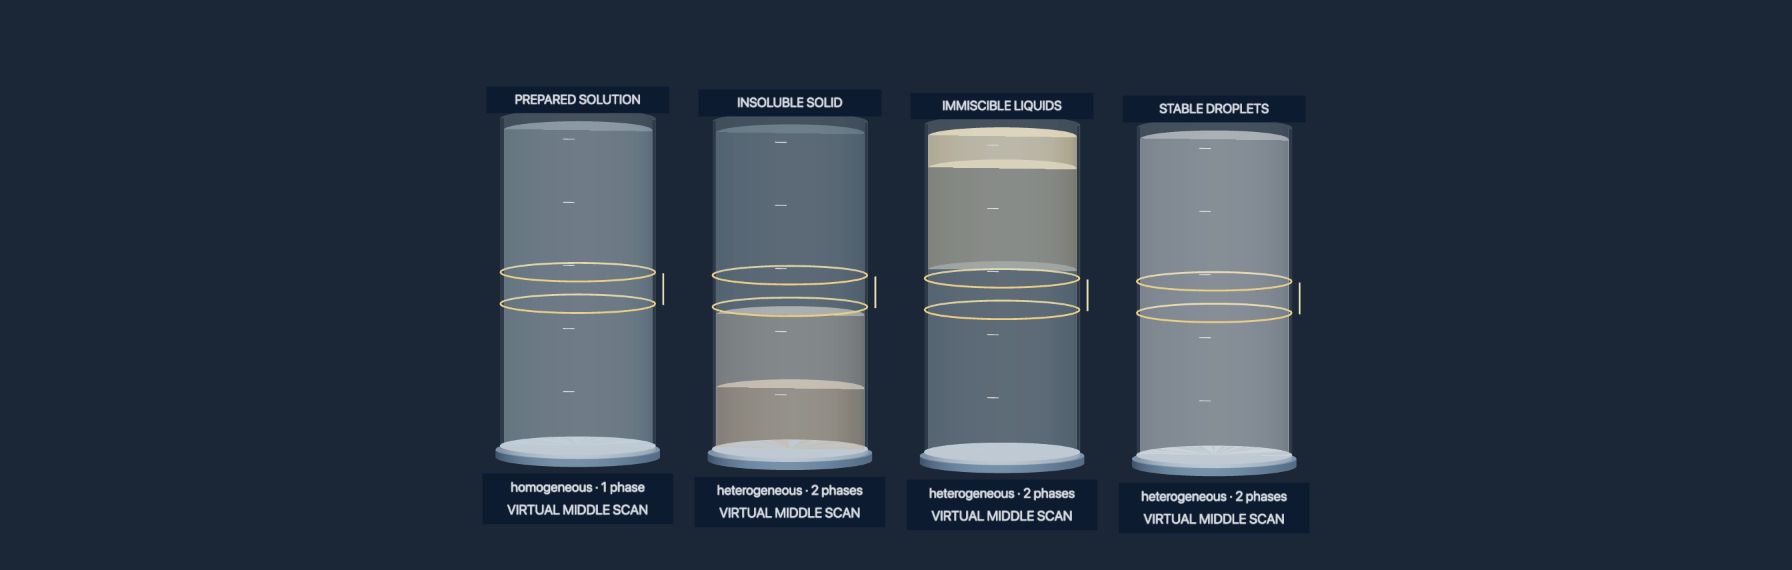 PREPARED SOLUTION
INSOLUBLE SOLID
IMMISCIBLE LIQUIDS
STABLE DROPLETS
homogeneous · 1 phase
VIRTUAL MIDDLE SCAN
heterogeneous · 2 phases
VIRTUAL MIDDLE SCAN
heterogeneous · 2 phases
VIRTUAL MIDDLE SCAN
heterogeneous · 2 phases
VIRTUAL MIDDLE SCAN